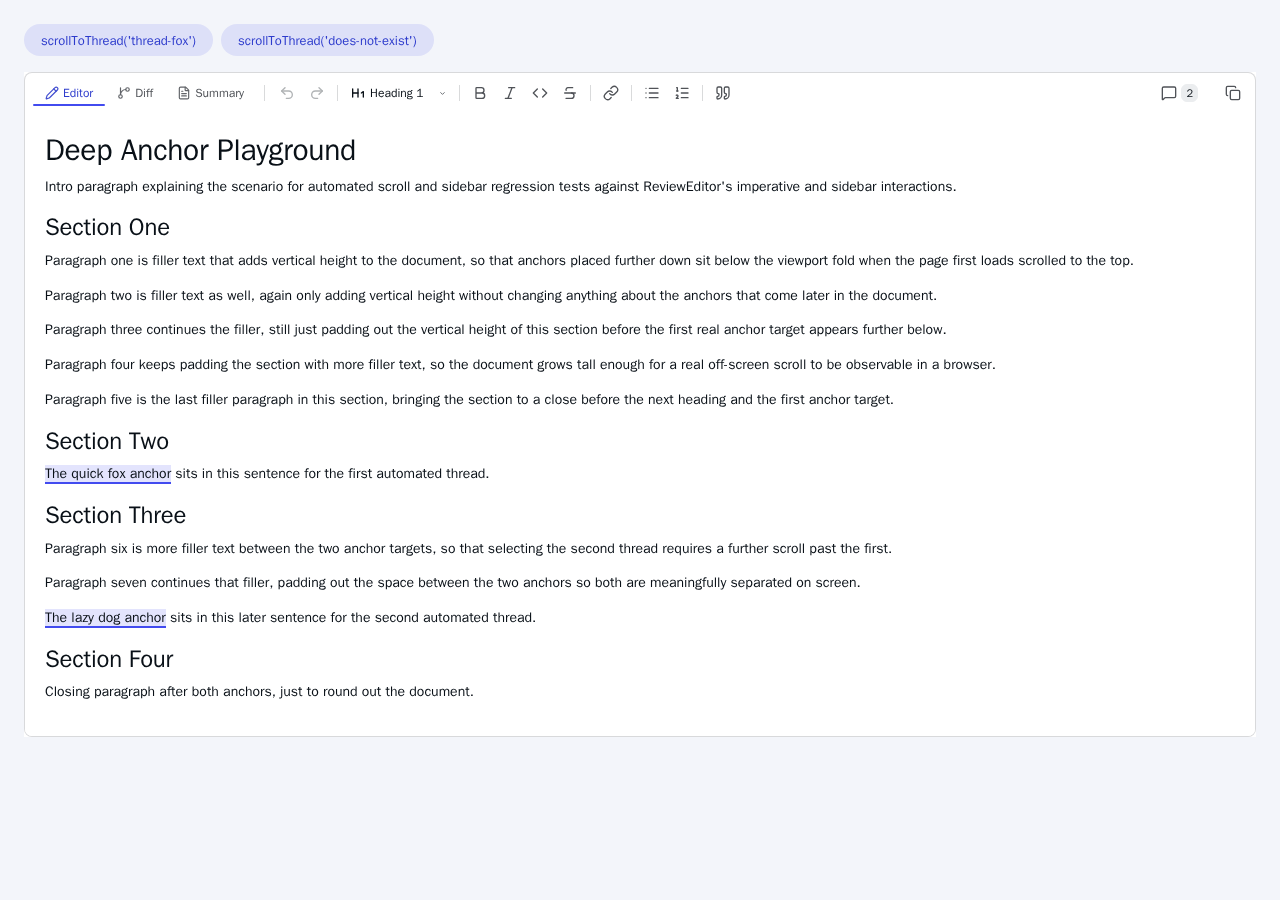 scrollToThread('thread-fox') scrollToThread('does-not-exist')
Editor Diff Summary H1 Heading 1 2
Deep Anchor Playground
Intro paragraph explaining the scenario for automated scroll and sidebar regression tests against ReviewEditor's imperative and sidebar interactions.
Section One
Paragraph one is filler text that adds vertical height to the document, so that anchors placed further down sit below the viewport fold when the page first loads scrolled to the top.
Paragraph two is filler text as well, again only adding vertical height without changing anything about the anchors that come later in the document.
Paragraph three continues the filler, still just padding out the vertical height of this section before the first real anchor target appears further below.
Paragraph four keeps padding the section with more filler text, so the document grows tall enough for a real off-screen scroll to be observable in a browser.
Paragraph five is the last filler paragraph in this section, bringing the section to a close before the next heading and the first anchor target.
Section Two
The quick fox anchor sits in this sentence for the first automated thread.
Section Three
Paragraph six is more filler text between the two anchor targets, so that selecting the second thread requires a further scroll past the first.
Paragraph seven continues that filler, padding out the space between the two anchors so both are meaningfully separated on screen.
The lazy dog anchor sits in this later sentence for the second automated thread.
Section Four
Closing paragraph after both anchors, just to round out the document.